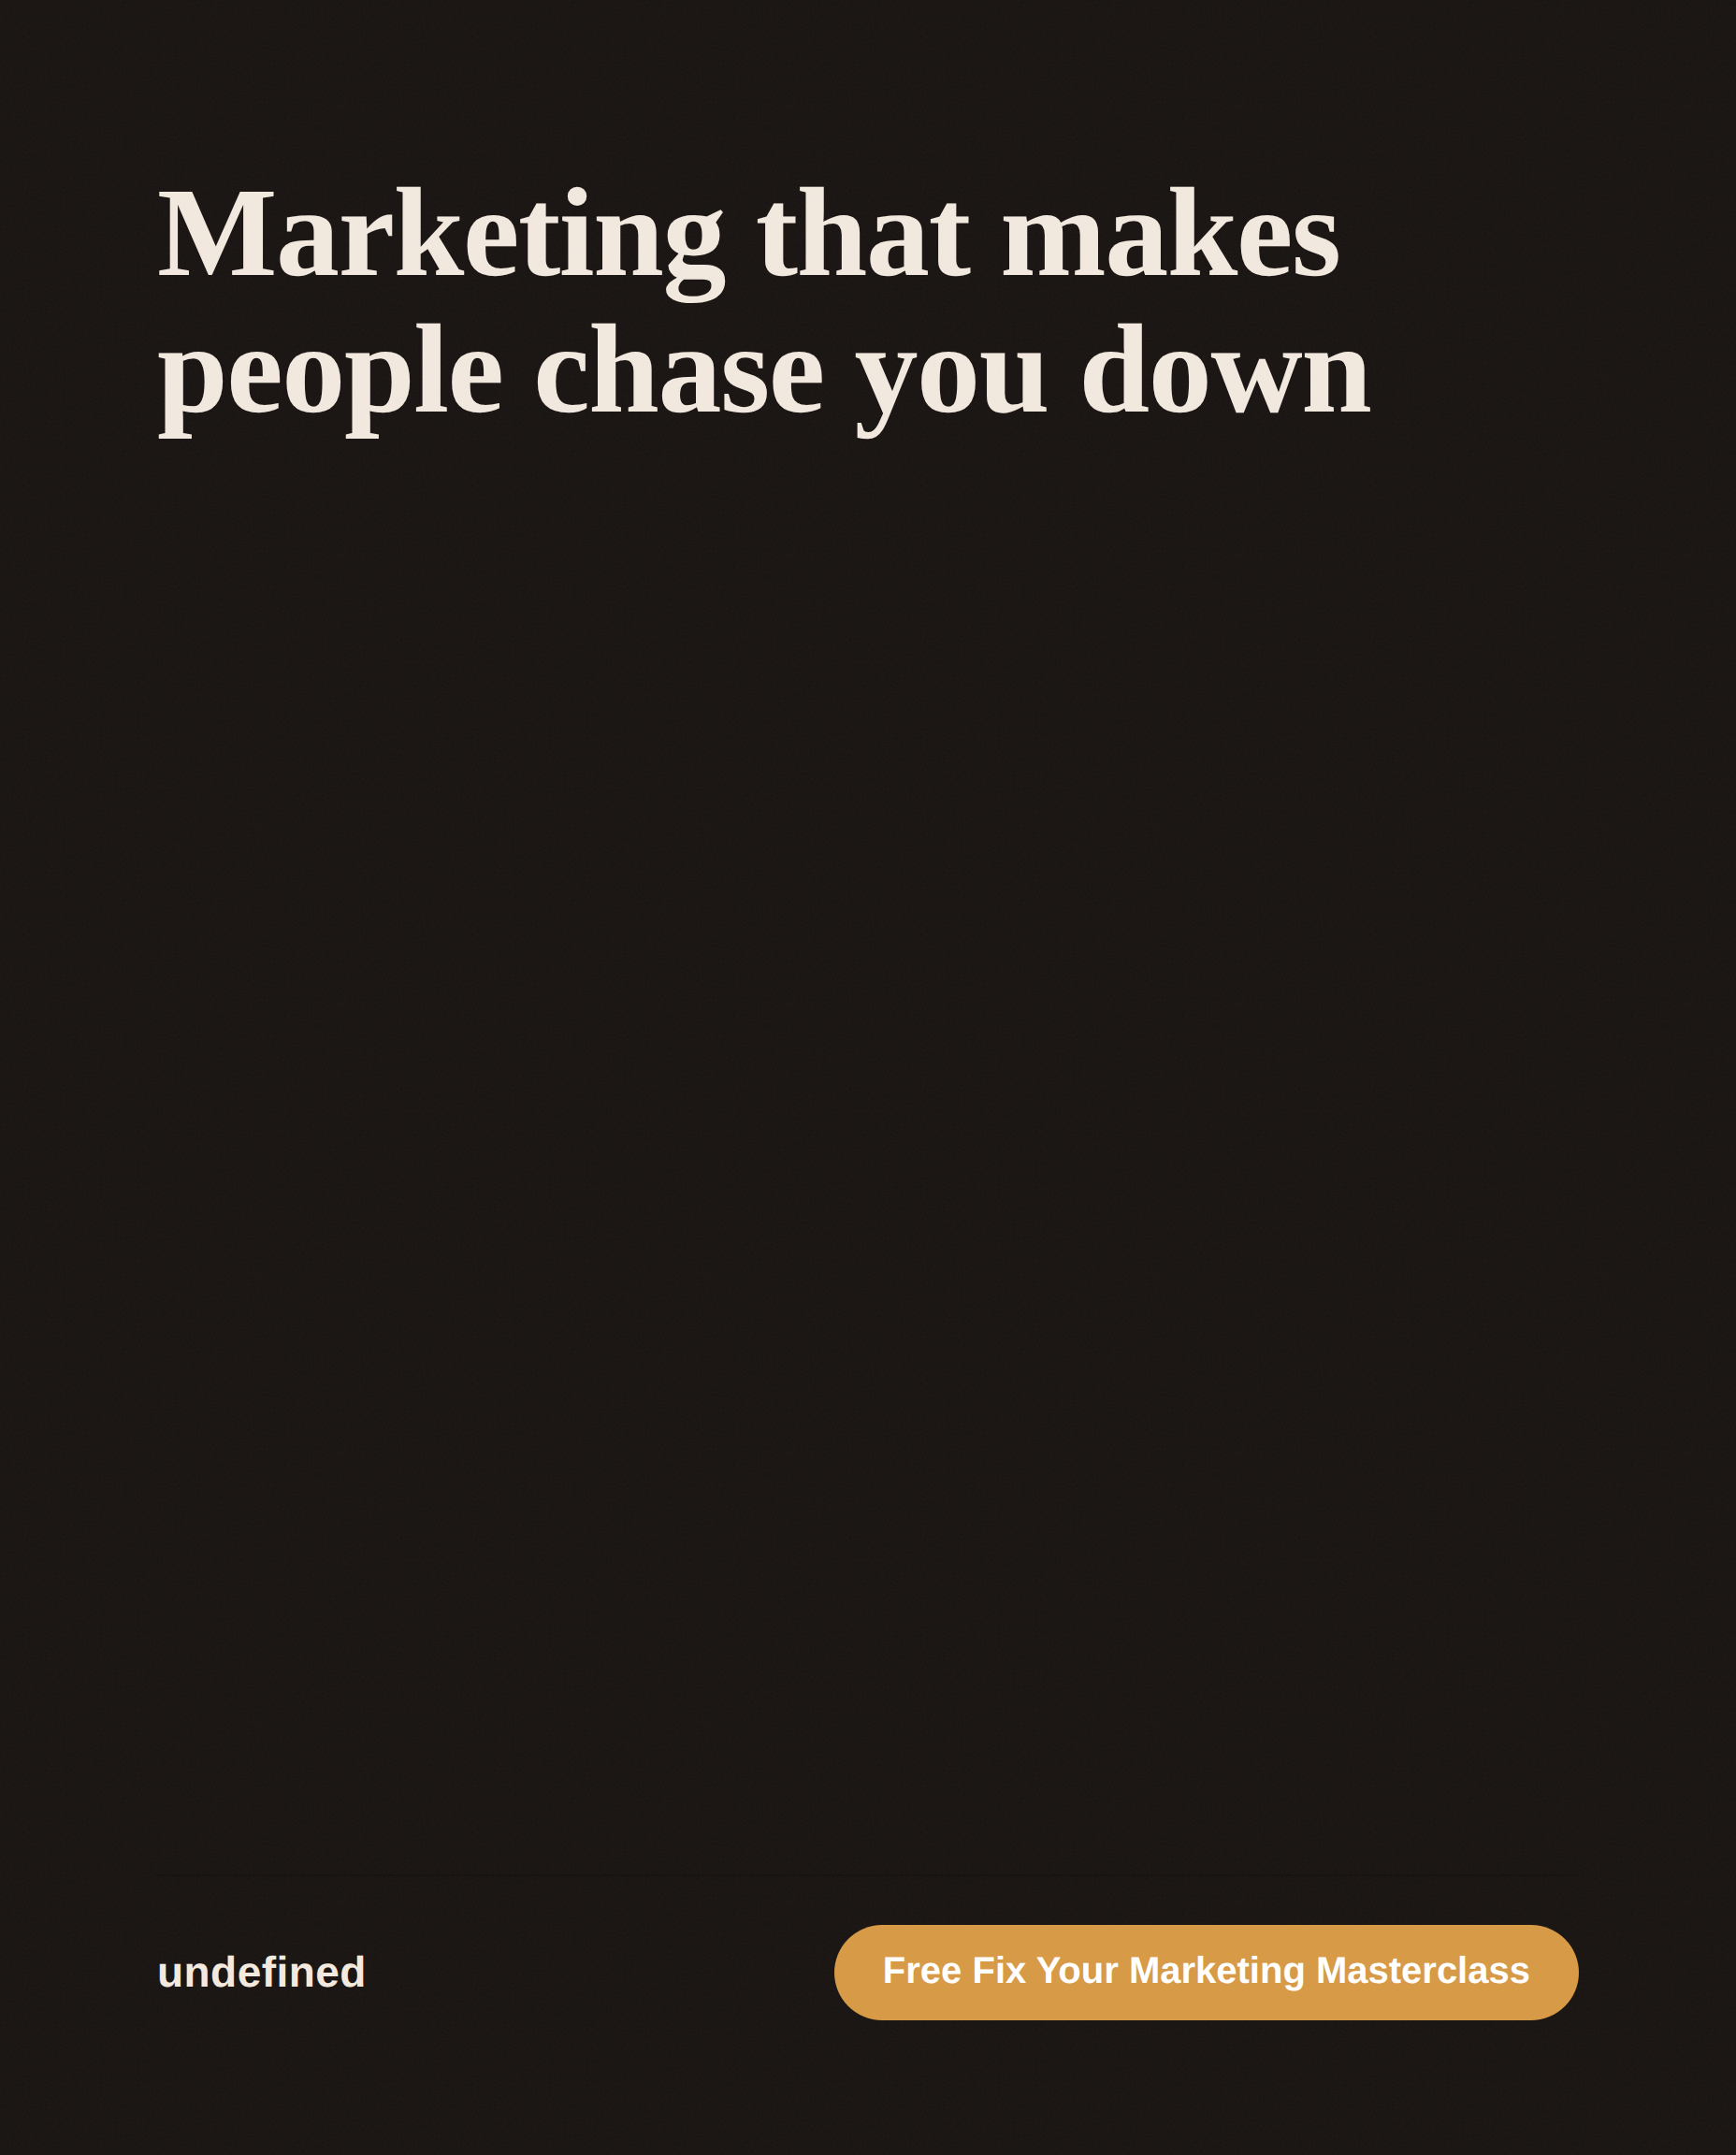 Marketing that makes
people chase you down
undefined
Free Fix Your Marketing Masterclass